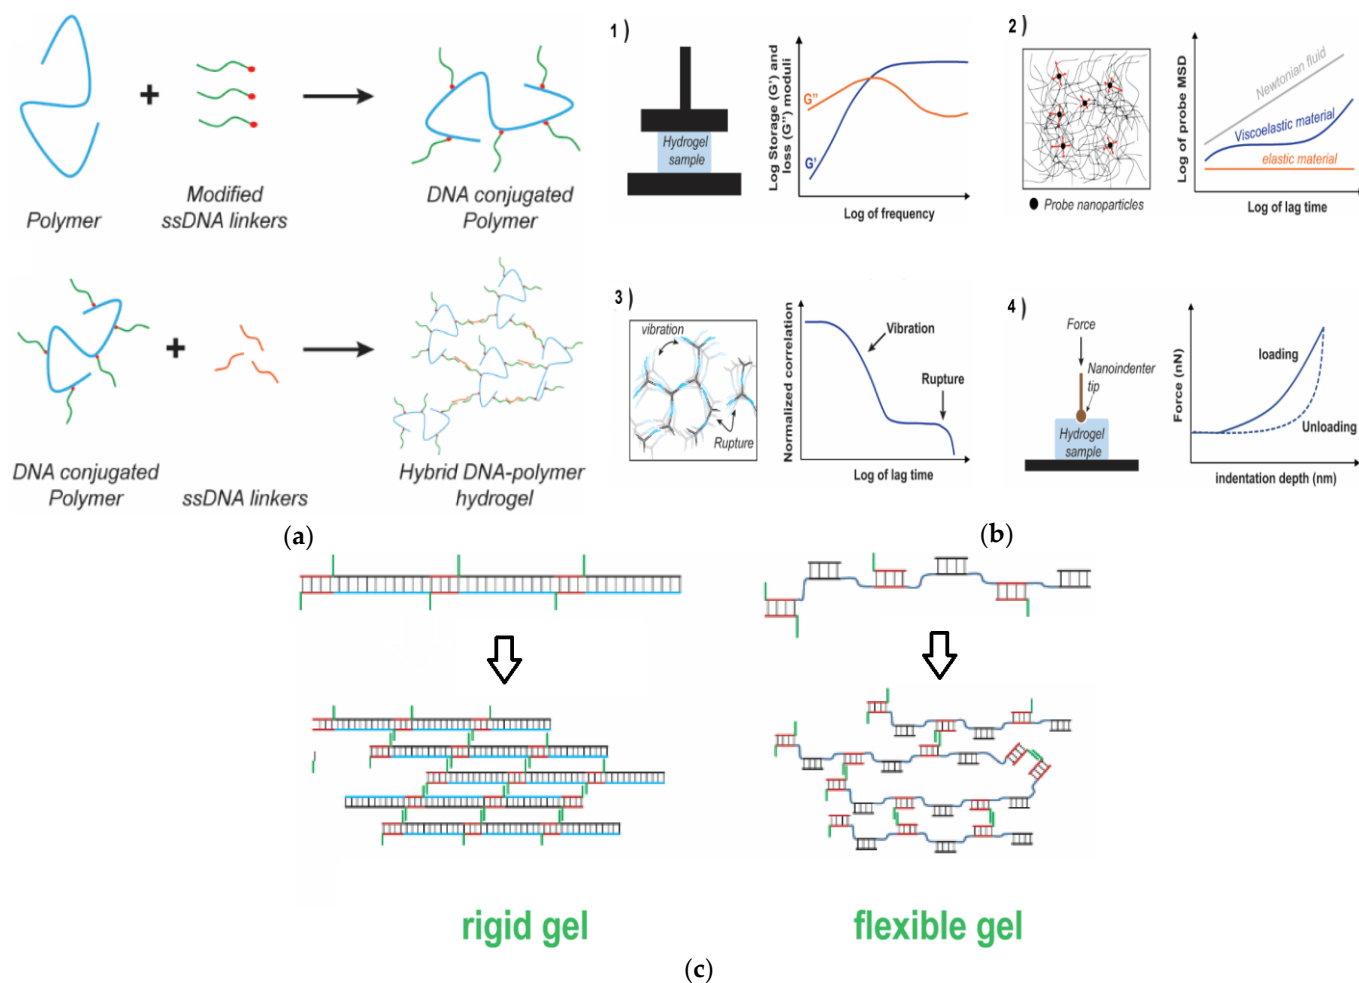 Polymer
+
Modified
ssDNA linkers
DNA conjugated
Polymer
DNA conjugated
Polymer
+
ssDNA linkers
Hybrid DNA-polymer
hydrogel
(a)
1)
Hydrogel
sample
Log Storage (G') and
loss (G'') moduli
G''
G'
Log of frequency
2)
Probe nanoparticles
Log of probe MSD
Newtonian fluid
Viscoelastic material
elastic material
Log of lag time
3)
vibration
Rupture
Normalized correlation
Vibration
Rupture
Log of lag time
4)
Force
Nanoindenter
tip
Hydrogel
sample
Force (nN)
loading
Unloading
indentation depth (nm)
(b)
rigid gel
flexible gel
(c)